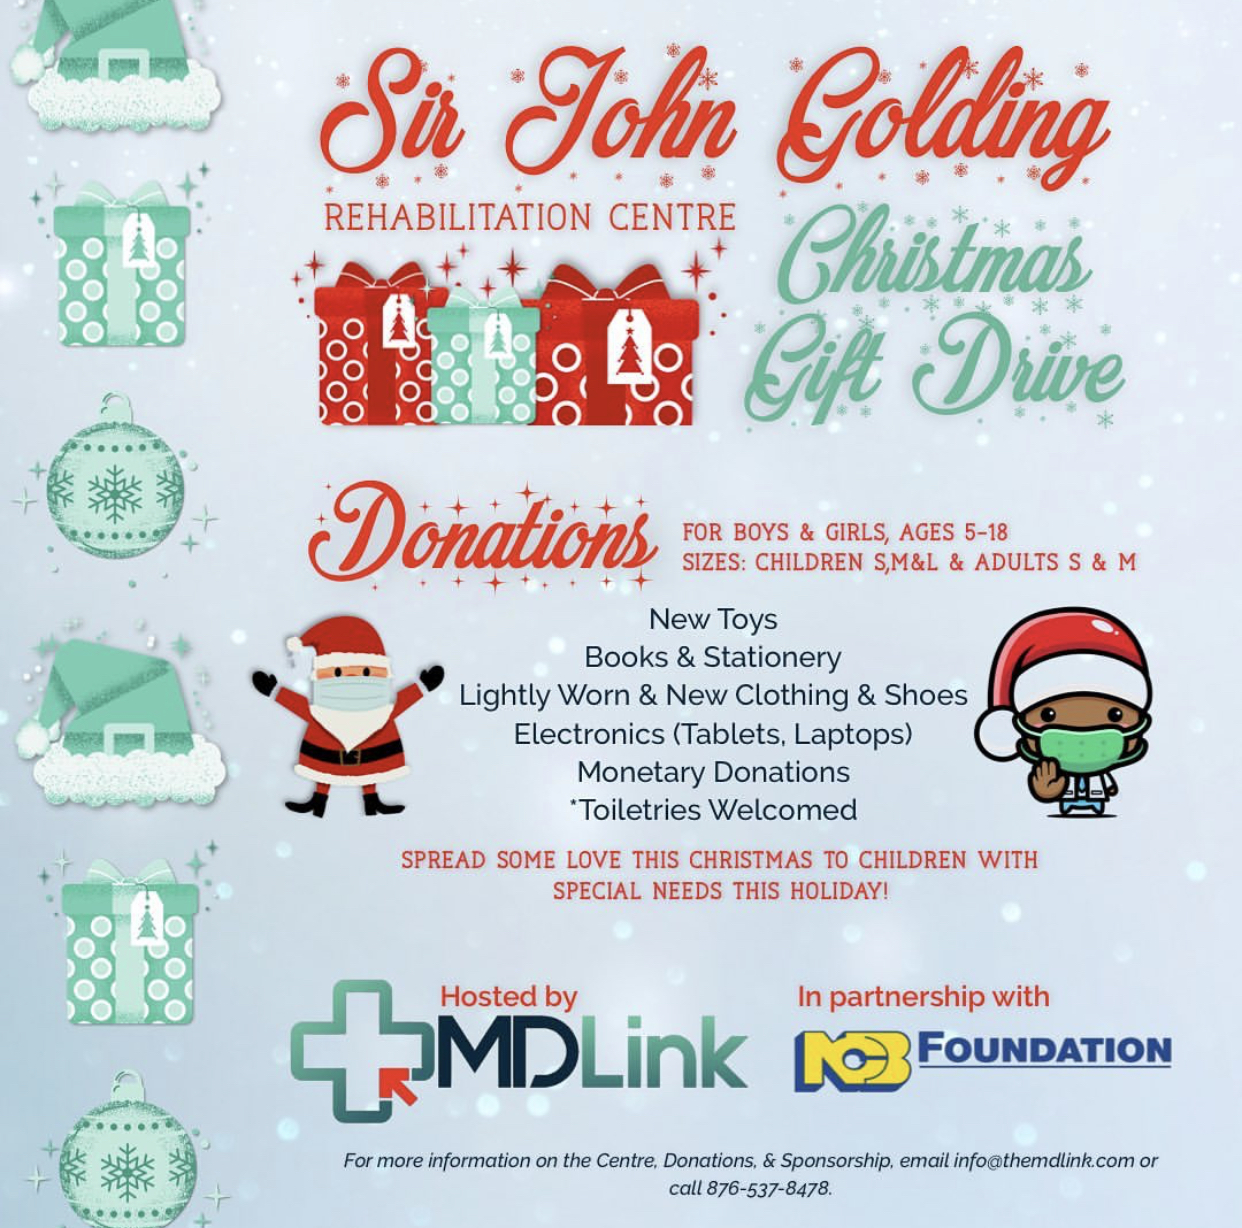 Sir John Golding
REHABILITATION CENTRE
Christmas
Gift Drive
Donations
FOR BOYS & GIRLS, AGES 5-18
SIZES: CHILDREN S,M&L & ADULTS S & M
New Toys
Books & Stationery
Lightly Worn & New Clothing & Shoes
Electronics (Tablets, Laptops)
Monetary Donations
*Toiletries Welcomed
SPREAD SOME LOVE THIS CHRISTMAS TO CHILDREN WITH
SPECIAL NEEDS THIS HOLIDAY!
Hosted by
MDLink
In partnership with
NCB FOUNDATION
For more information on the Centre, Donations, & Sponsorship, email info@themdlink.com or
call 876-537-8478.